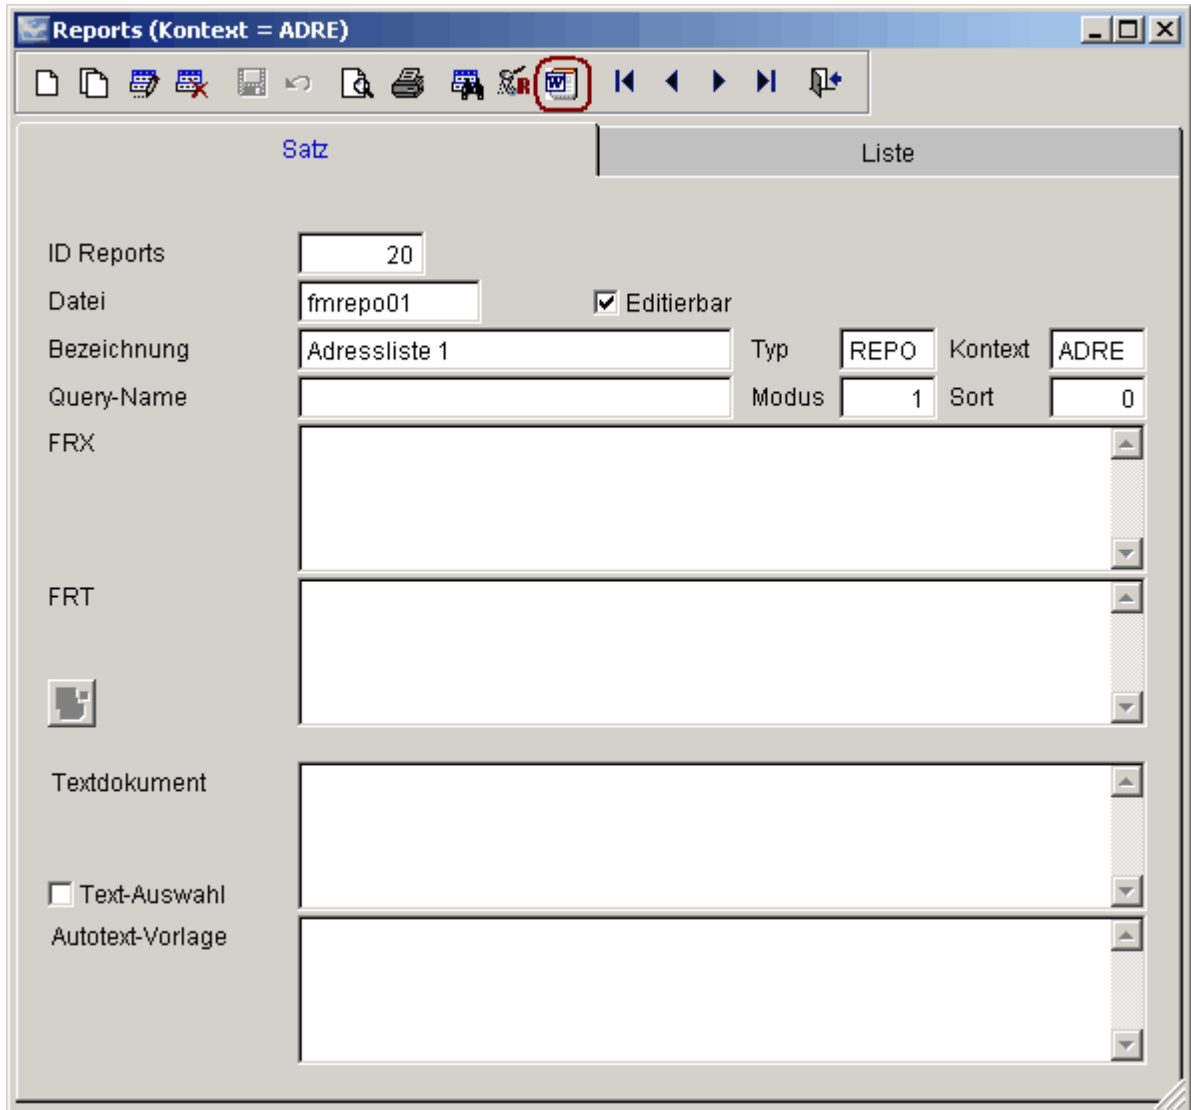 Reports (Kontext = ADRE)
Satz Liste
ID Reports 20
Datei fmrepo01 Editierbar
Bezeichnung Adressliste 1 Typ REPO Kontext ADRE
Query-Name Modus 1 Sort 0
FRX
FRT
Textdokument
Text-Auswahl
Autotext-Vorlage